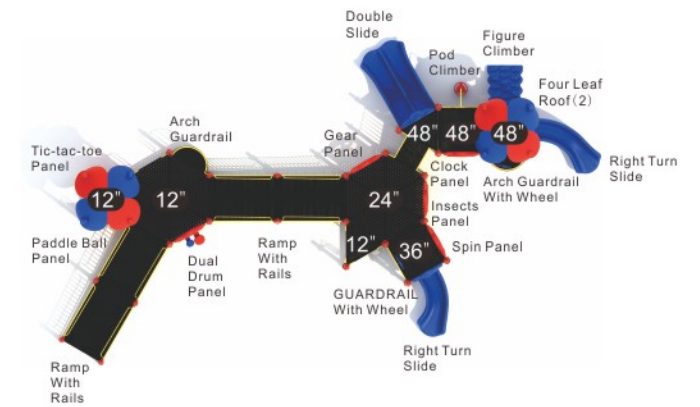 Double
Slide
Figure
Climber
Pod
Climber
Four Leaf
Roof(2)
Arch
Guardrail
Gear
Panel
48"
48"
48"
Tic-tac-toe
Panel
Right Turn
Slide
Clock
Panel
Arch Guardrail
With Wheel
12"
12"
24"
Insects
Panel
Paddle Ball
Panel
Ramp
With
Rails
12"
36"
Spin Panel
Dual
Drum
Panel
GUARDRAIL
With Wheel
Right Turn
Slide
Ramp
With
Rails